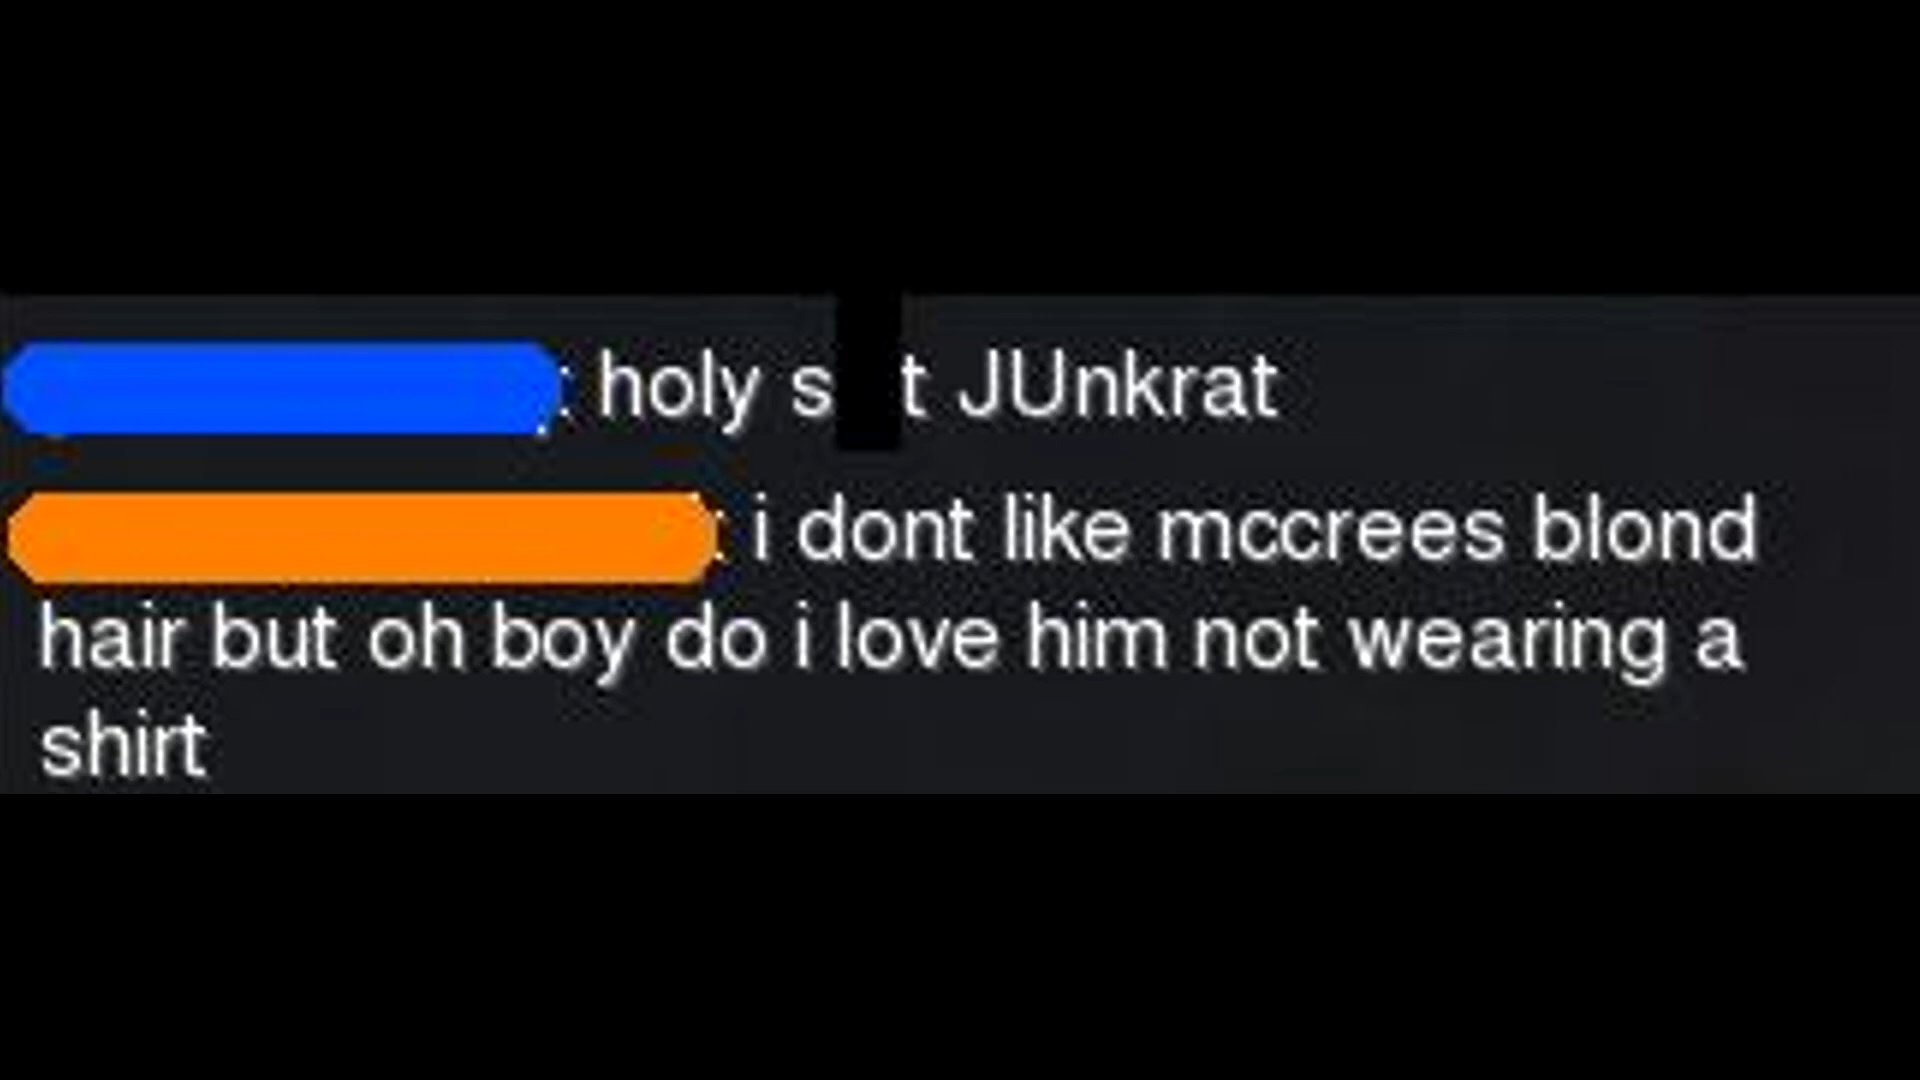 : holy s t JUnkrat
: i dont like mccrees blond
hair but oh boy do i love him not wearing a
shirt